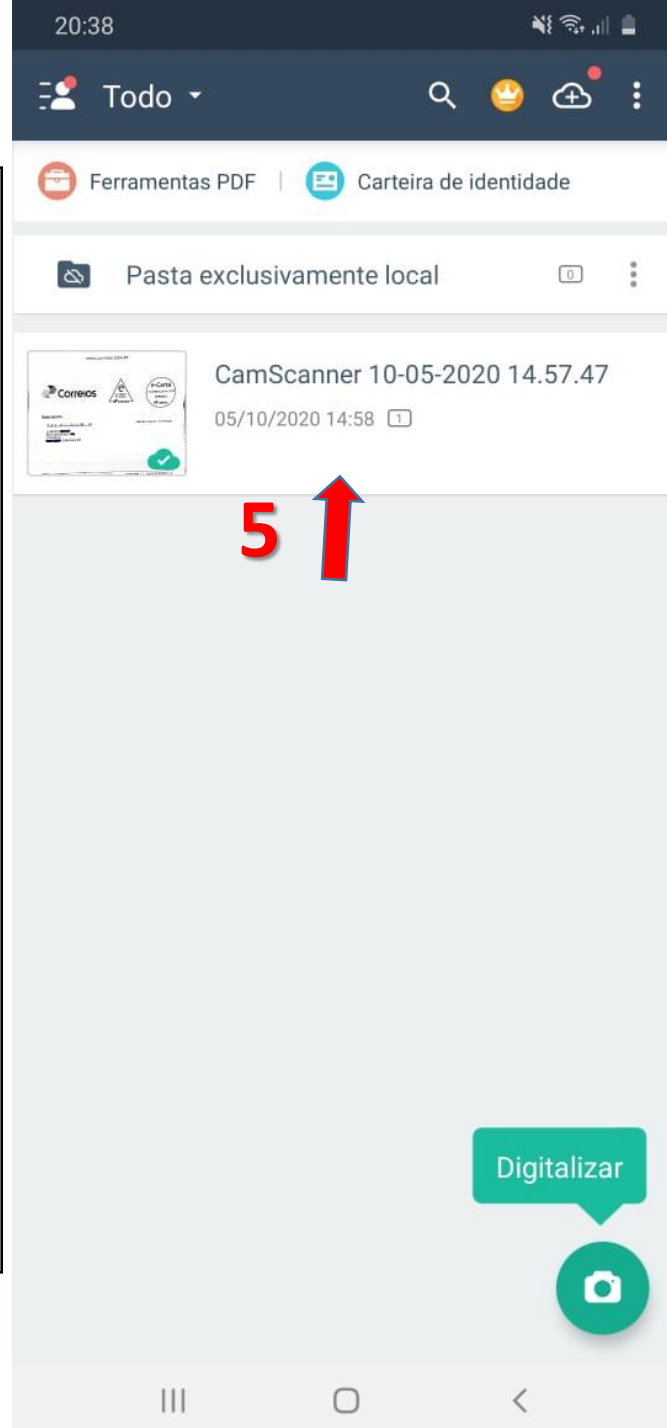 20:38
Todo
Ferramentas PDF
Carteira de identidade
Pasta exclusivamente local
0
CamScanner 10-05-2020 14.57.47
Correios
e-Carta
05/10/2020 14:58 1
5
Digitalizar